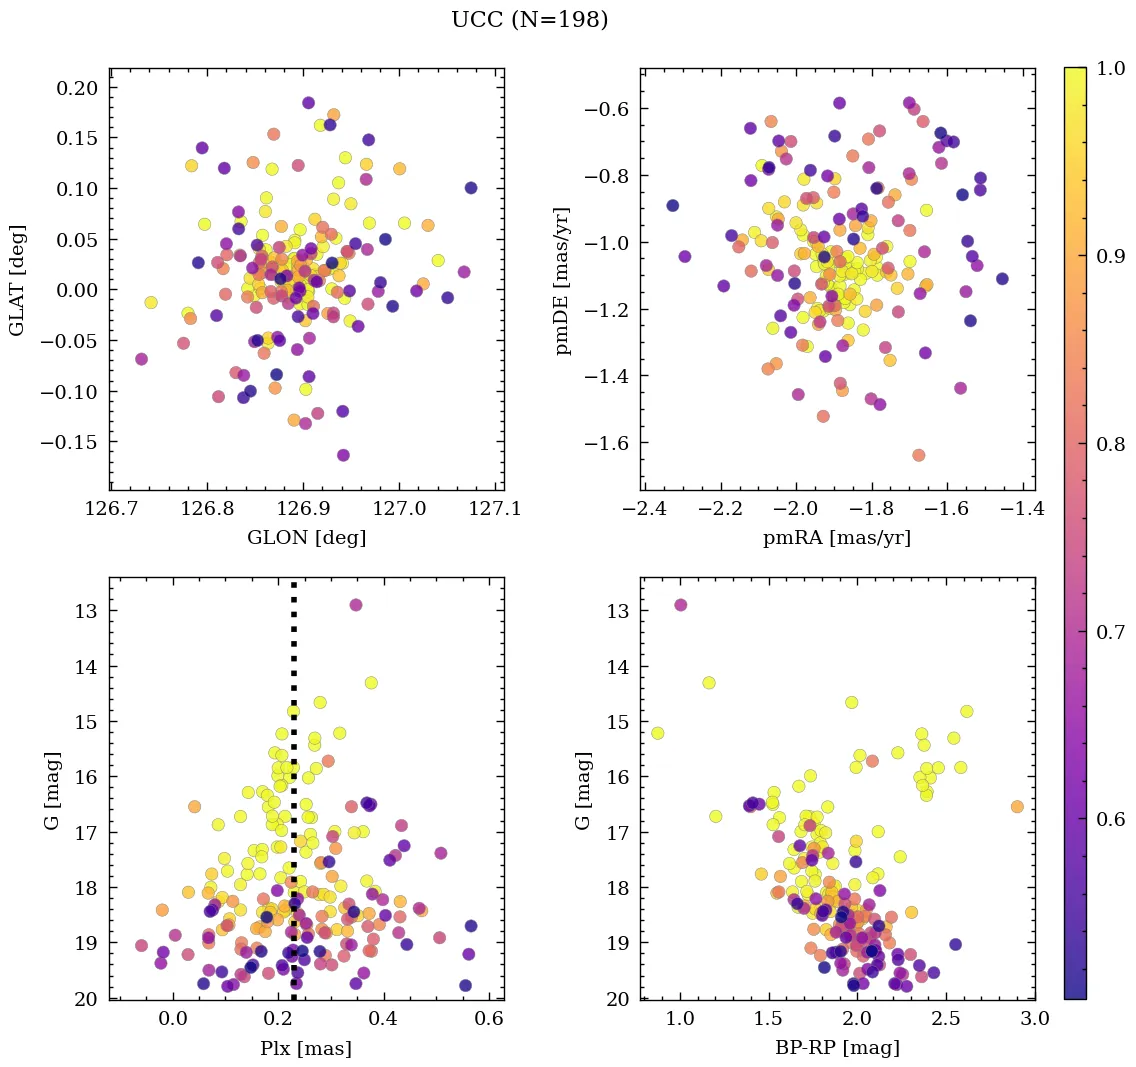 UCC (N=198)
0.20
0.15
0.10
0.05
0.00
−0.05
−0.10
−0.15
GLAT [deg]
126.7 126.8 126.9 127.0 127.1
GLON [deg]
−0.6
−0.8
−1.0
−1.2
−1.4
−1.6
pmDE [mas/yr]
−2.4 −2.2 −2.0 −1.8 −1.6 −1.4
pmRA [mas/yr]
13
14
15
16
17
18
19
20
G [mag]
0.0 0.2 0.4 0.6
Plx [mas]
13
14
15
16
17
18
19
20
G [mag]
1.0 1.5 2.0 2.5 3.0
BP-RP [mag]
1.0
0.9
0.8
0.7
0.6